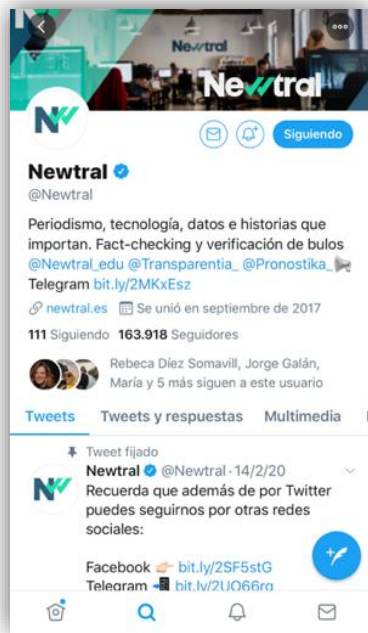 Newtral
Newtral
Siguiendo
Newtral
@Newtral
Periodismo, tecnología, datos e historias que
importan. Fact-checking y verificación de bulos
@Newtral_edu @Transparentia_ @Pronostika_
Telegram bit.ly/2MKxEsz
newtral.es Se unió en septiembre de 2017
111 Siguiendo 163.918 Seguidores
Rebeca Díez Somavill, Jorge Galán,
María y 5 más siguen a este usuario
Tweets Tweets y respuestas Multimedia
Tweet fijado
Newtral @Newtral · 14/2/20
Recuerda que además de por Twitter
puedes seguirnos por otras redes
sociales:
Facebook bit.ly/2SF5stG
Telegram bit.ly/2UO66rq